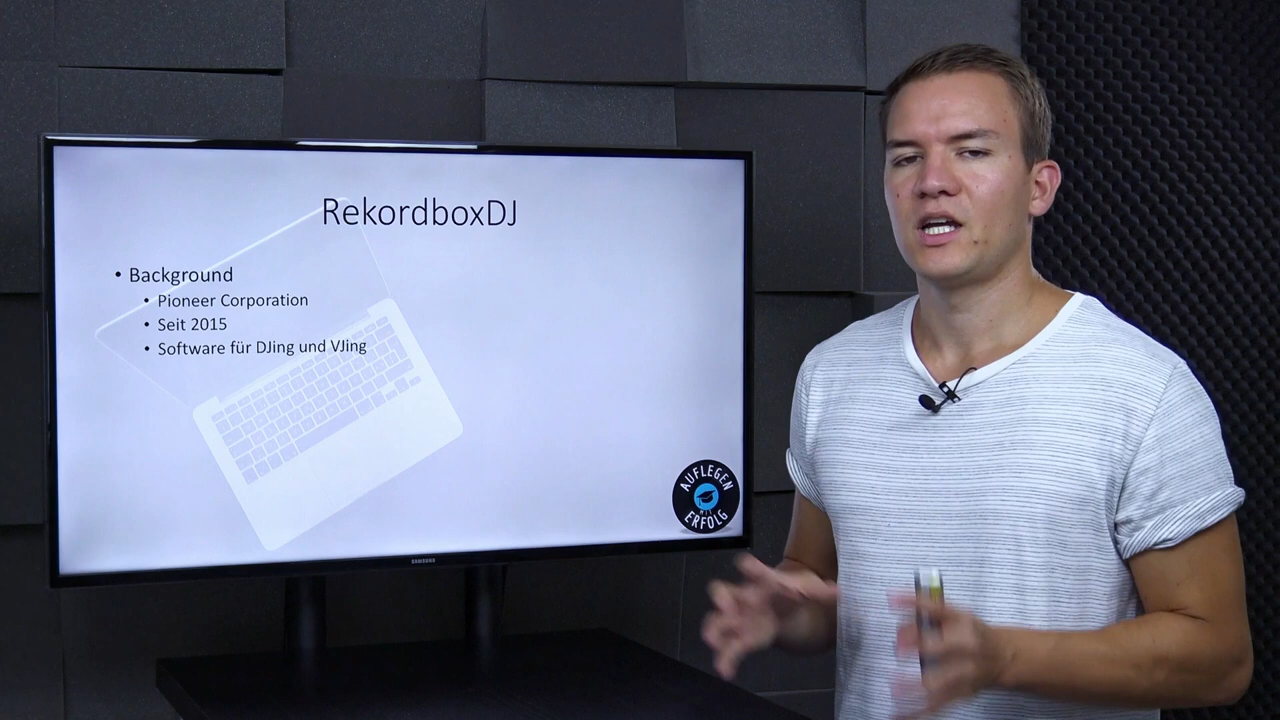 RekordboxDJ
• Background
• Pioneer Corporation
• Seit 2015
• Software für DJing und VJing
AUFLEGEN
MIT
ERFOLG
SAMSUNG